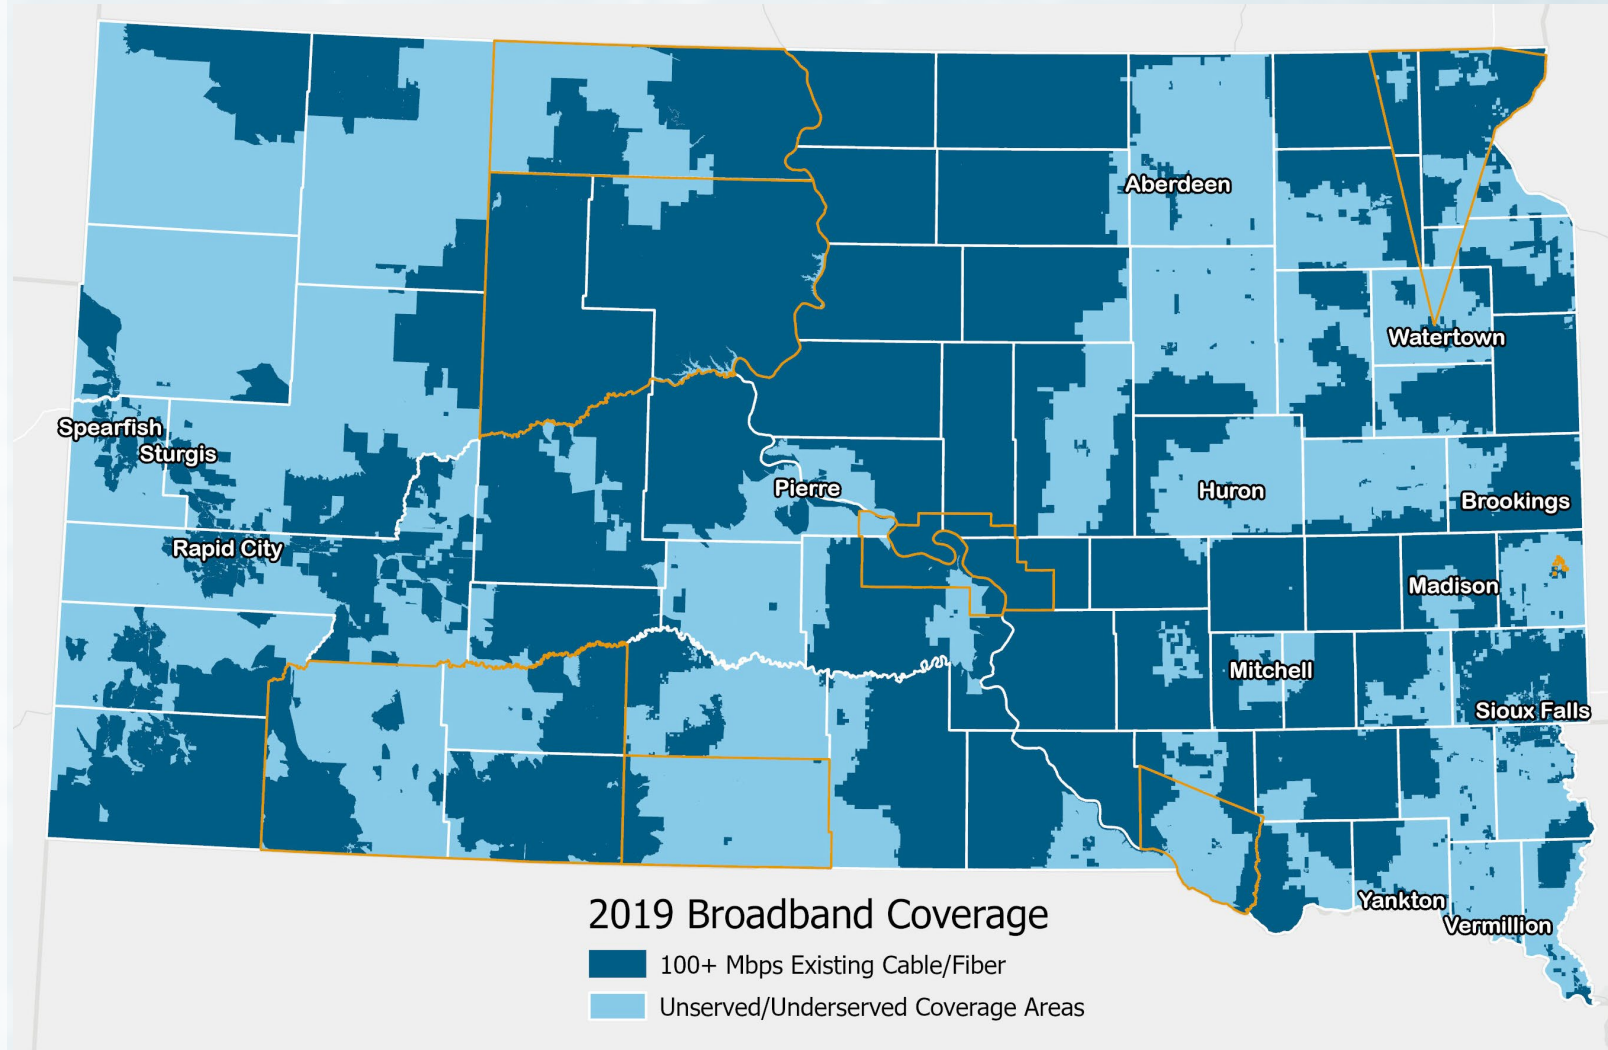 Aberdeen
Watertown
Spearfish
Sturgis
Pierre
Huron
Brookings
Rapid City
Madison
Mitchell
Sioux Falls
Yankton
Vermillion
2019 Broadband Coverage
100+ Mbps Existing Cable/Fiber
Unserved/Underserved Coverage Areas